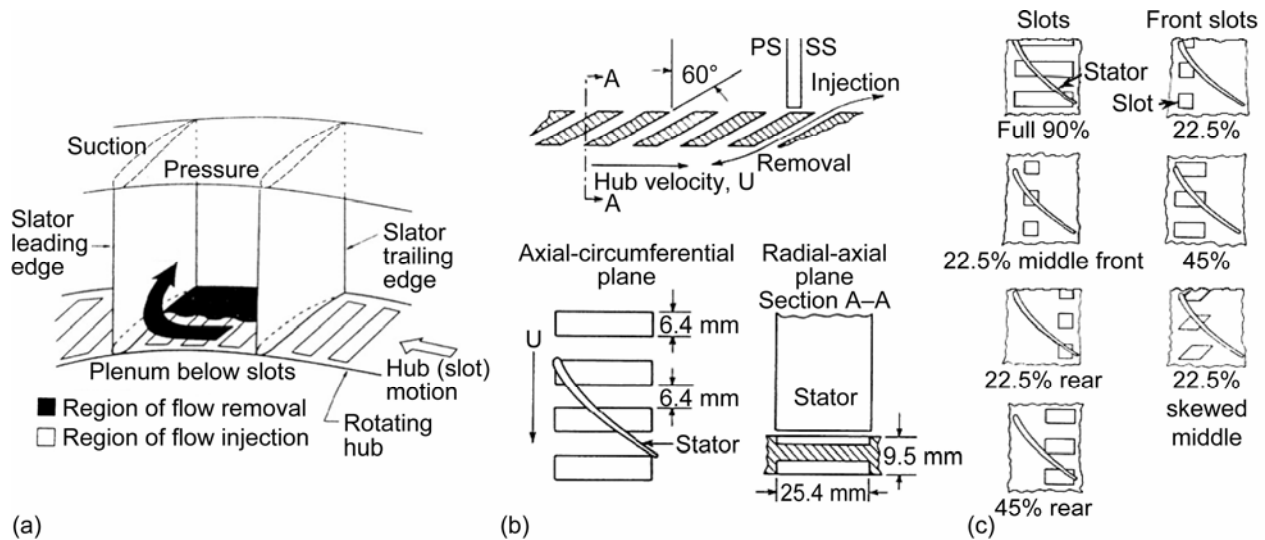 Suction
Pressure
Slator
leading
edge
Slator
trailing
edge
Plenum below slots
Hub (slot)
motion
Region of flow removal
Region of flow injection
Rotating
hub
(a)
A
60°
PS SS
Injection
Removal
Hub velocity, U
A
Axial-circumferential
plane
6.4 mm
U
6.4 mm
Stator
Radial-axial
plane
Section A–A
Stator
9.5 mm
25.4 mm
(b)
Slots
Front slots
Stator
Slot
Full 90%
22.5%
22.5% middle front
45%
22.5% rear
22.5%
skewed
middle
45% rear
(c)